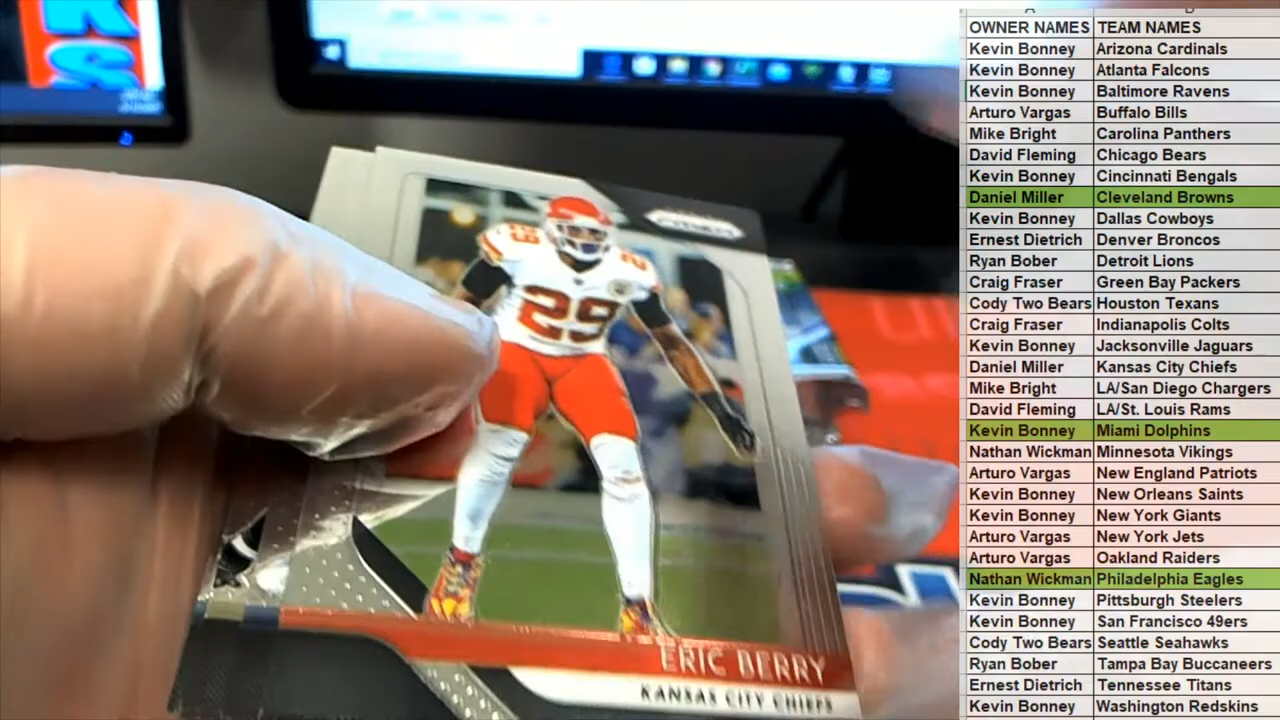 KS
PRIZM
29
2
29
ERIC BERRY
KANSAS CITY CHIEFS
OWNER NAMES TEAM NAMES
Kevin Bonney Arizona Cardinals
Kevin Bonney Atlanta Falcons
Kevin Bonney Baltimore Ravens
Arturo Vargas Buffalo Bills
Mike Bright Carolina Panthers
David Fleming Chicago Bears
Kevin Bonney Cincinnati Bengals
Daniel Miller Cleveland Browns
Kevin Bonney Dallas Cowboys
Ernest Dietrich Denver Broncos
Ryan Bober Detroit Lions
Craig Fraser Green Bay Packers
Cody Two Bears Houston Texans
Craig Fraser Indianapolis Colts
Kevin Bonney Jacksonville Jaguars
Daniel Miller Kansas City Chiefs
Mike Bright LA/San Diego Chargers
David Fleming LA/St. Louis Rams
Kevin Bonney Miami Dolphins
Nathan Wickman Minnesota Vikings
Arturo Vargas New England Patriots
Kevin Bonney New Orleans Saints
Kevin Bonney New York Giants
Arturo Vargas New York Jets
Arturo Vargas Oakland Raiders
Nathan Wickman Philadelphia Eagles
Kevin Bonney Pittsburgh Steelers
Kevin Bonney San Francisco 49ers
Cody Two Bears Seattle Seahawks
Ryan Bober Tampa Bay Buccaneers
Ernest Dietrich Tennessee Titans
Kevin Bonney Washington Redskins